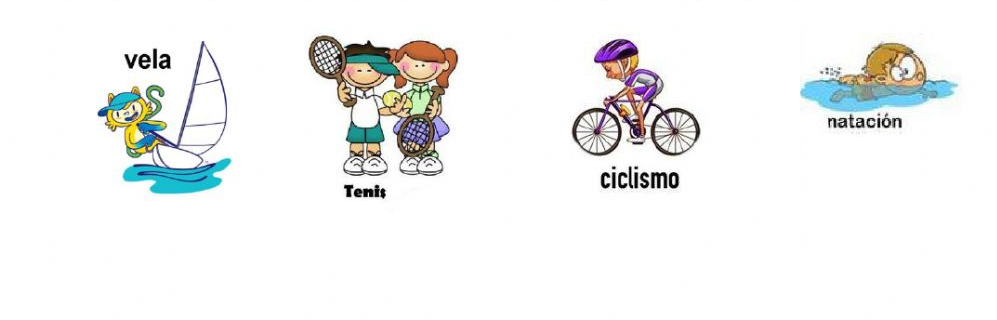 vela
Tenis
ciclismo
natación